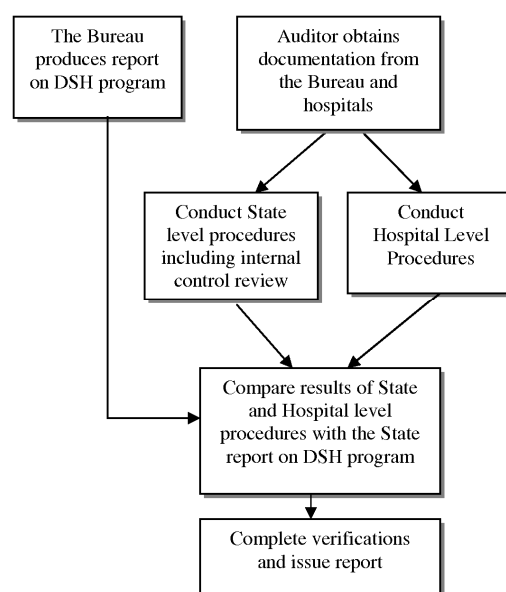 The Bureau
produces report
on DSH program
Auditor obtains
documentation from
the Bureau and
hospitals
Conduct State
level procedures
including internal
control review
Conduct
Hospital Level
Procedures
Compare results of State
and Hospital level
procedures with the State
report on DSH program
Complete verifications
and issue report